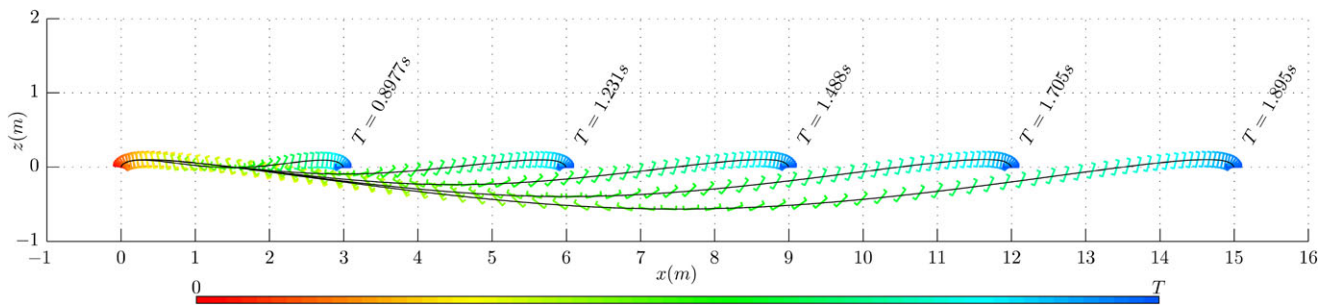 2
1
0
−1
z(m)
T = 0.8977s
T = 1.231s
T = 1.488s
T = 1.705s
T = 1.895s
−1 0 1 2 3 4 5 6 7 8 9 10 11 12 13 14 15 16
x(m)
0 T